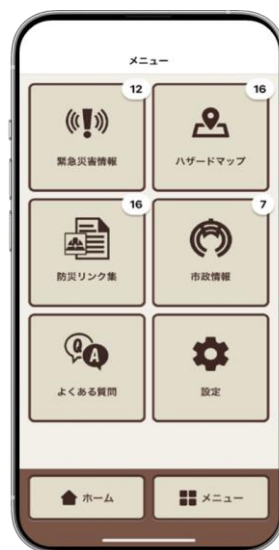 メニュー
12
緊急災害情報
16
ハザードマップ
16
防災リンク集
7
市政情報
Q
A
よくある質問
設定
ホーム
メニュー